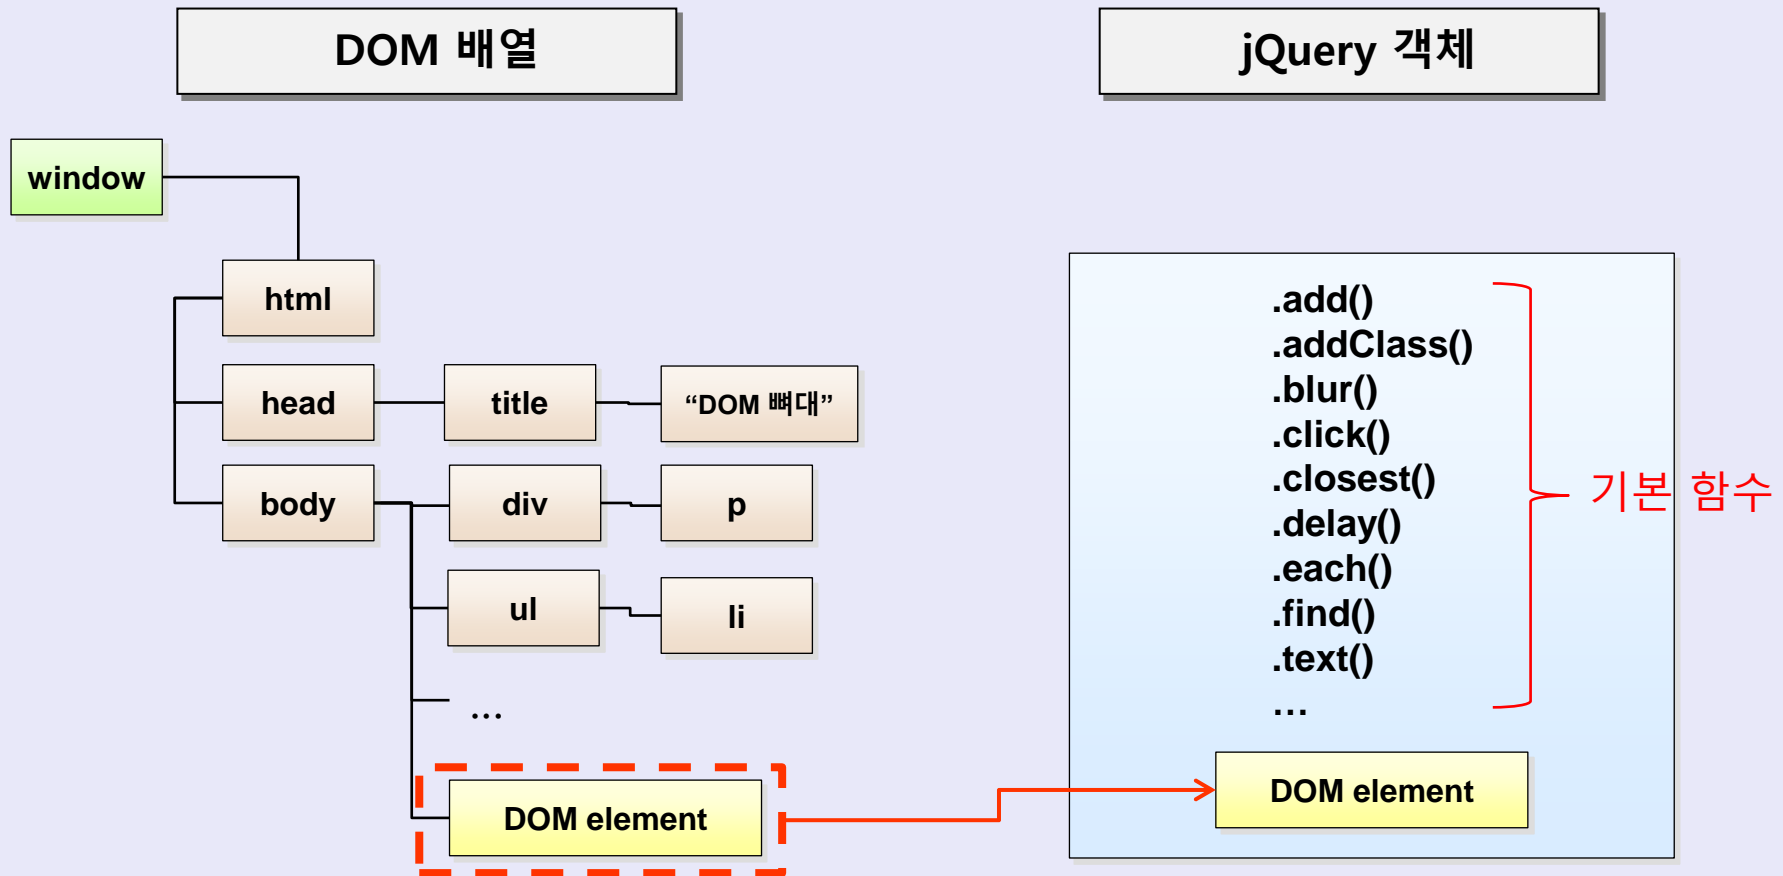 DOM 배열
jQuery 객체
window
html
head
title
“DOM 뼈대”
body
div
p
ul
li
…
DOM element
.add()
.addClass()
.blur()
.click()
.closest()
.delay()
.each()
.find()
.text()
…
기본 함수
DOM element